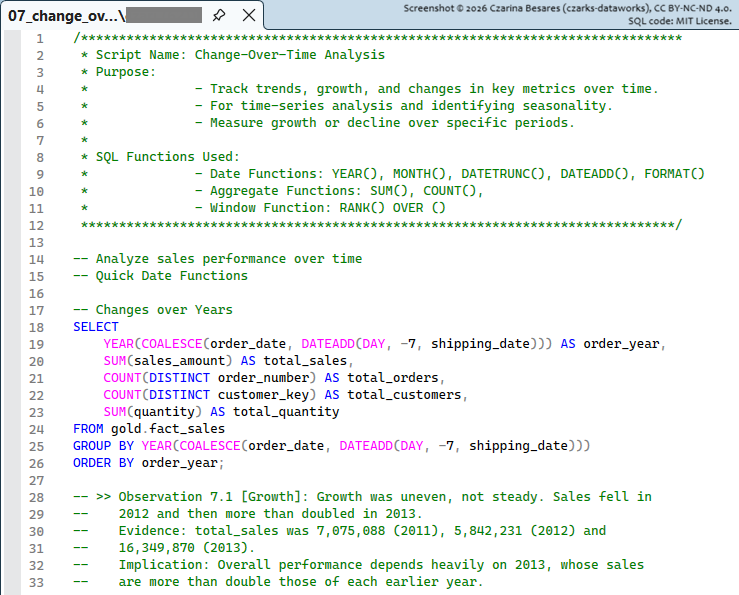 07_change_ov...\
Screenshot © 2026 Czarina Besares (czarks-dataworks), CC BY-NC-ND 4.0.
SQL code: MIT License.
1 /*******************************************************************************
2 * Script Name: Change-Over-Time Analysis
3 * Purpose:
4 * - Track trends, growth, and changes in key metrics over time.
5 * - For time-series analysis and identifying seasonality.
6 * - Measure growth or decline over specific periods.
7 *
8 * SQL Functions Used:
9 * - Date Functions: YEAR(), MONTH(), DATETRUNC(), DATEADD(), FORMAT()
10 * - Aggregate Functions: SUM(), COUNT(),
11 * - Window Function: RANK() OVER ()
12 ******************************************************************************/
13
14 -- Analyze sales performance over time
15 -- Quick Date Functions
16
17 -- Changes over Years
18 SELECT
19 YEAR(COALESCE(order_date, DATEADD(DAY, -7, shipping_date))) AS order_year,
20 SUM(sales_amount) AS total_sales,
21 COUNT(DISTINCT order_number) AS total_orders,
22 COUNT(DISTINCT customer_key) AS total_customers,
23 SUM(quantity) AS total_quantity
24 FROM gold.fact_sales
25 GROUP BY YEAR(COALESCE(order_date, DATEADD(DAY, -7, shipping_date)))
26 ORDER BY order_year;
27
28 -- >> Observation 7.1 [Growth]: Growth was uneven, not steady. Sales fell in
29 -- 2012 and then more than doubled in 2013.
30 -- Evidence: total_sales was 7,075,088 (2011), 5,842,231 (2012) and
31 -- 16,349,870 (2013).
32 -- Implication: Overall performance depends heavily on 2013, whose sales
33 -- are more than double those of each earlier year.